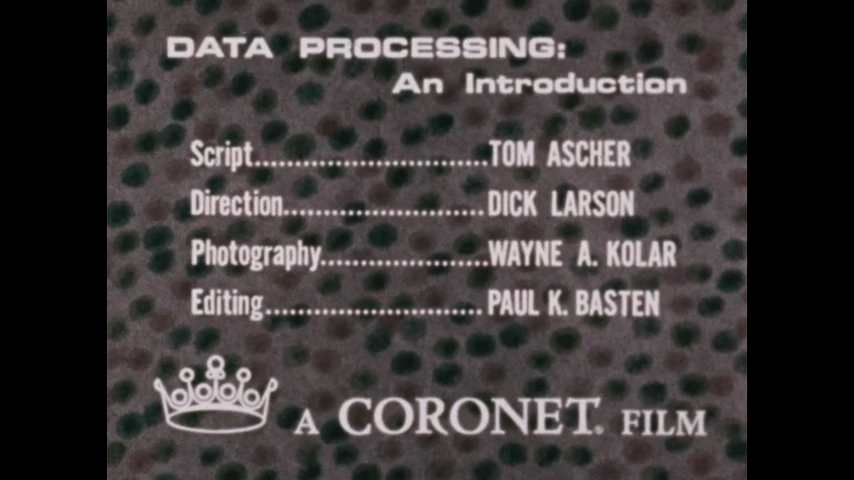 DATA PROCESSING:
An Introduction
Script............................TOM ASCHER
Direction........................DICK LARSON
Photography....................WAYNE A. KOLAR
Editing..........................PAUL K. BASTEN
A CORONET FILM